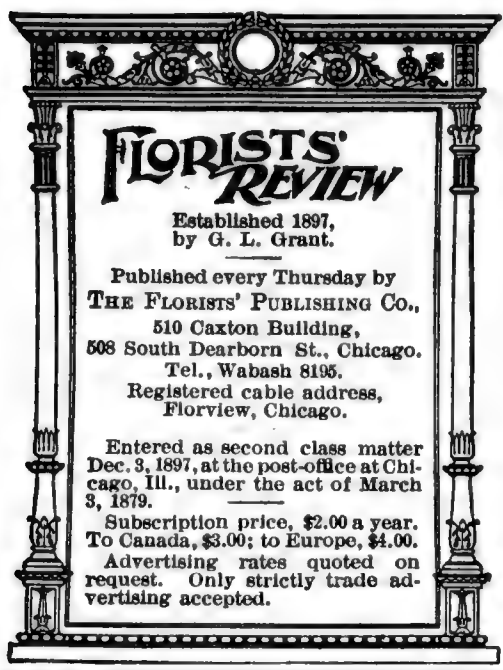 FLORISTS'
REVIEW
Established 1897,
by G. L. Grant.
Published every Thursday by
THE FLORISTS' PUBLISHING CO.,
510 Caxton Building,
508 South Dearborn St., Chicago.
Tel., Wabash 8195.
Registered cable address,
Florview, Chicago.
Entered as second class matter
Dec. 3, 1897, at the post-office at Chi-
cago, Ill., under the act of March
3, 1879.
Subscription price, $2.00 a year.
To Canada, $3.00; to Europe, $4.00.
Advertising rates quoted on
request. Only strictly trade ad-
vertising accepted.